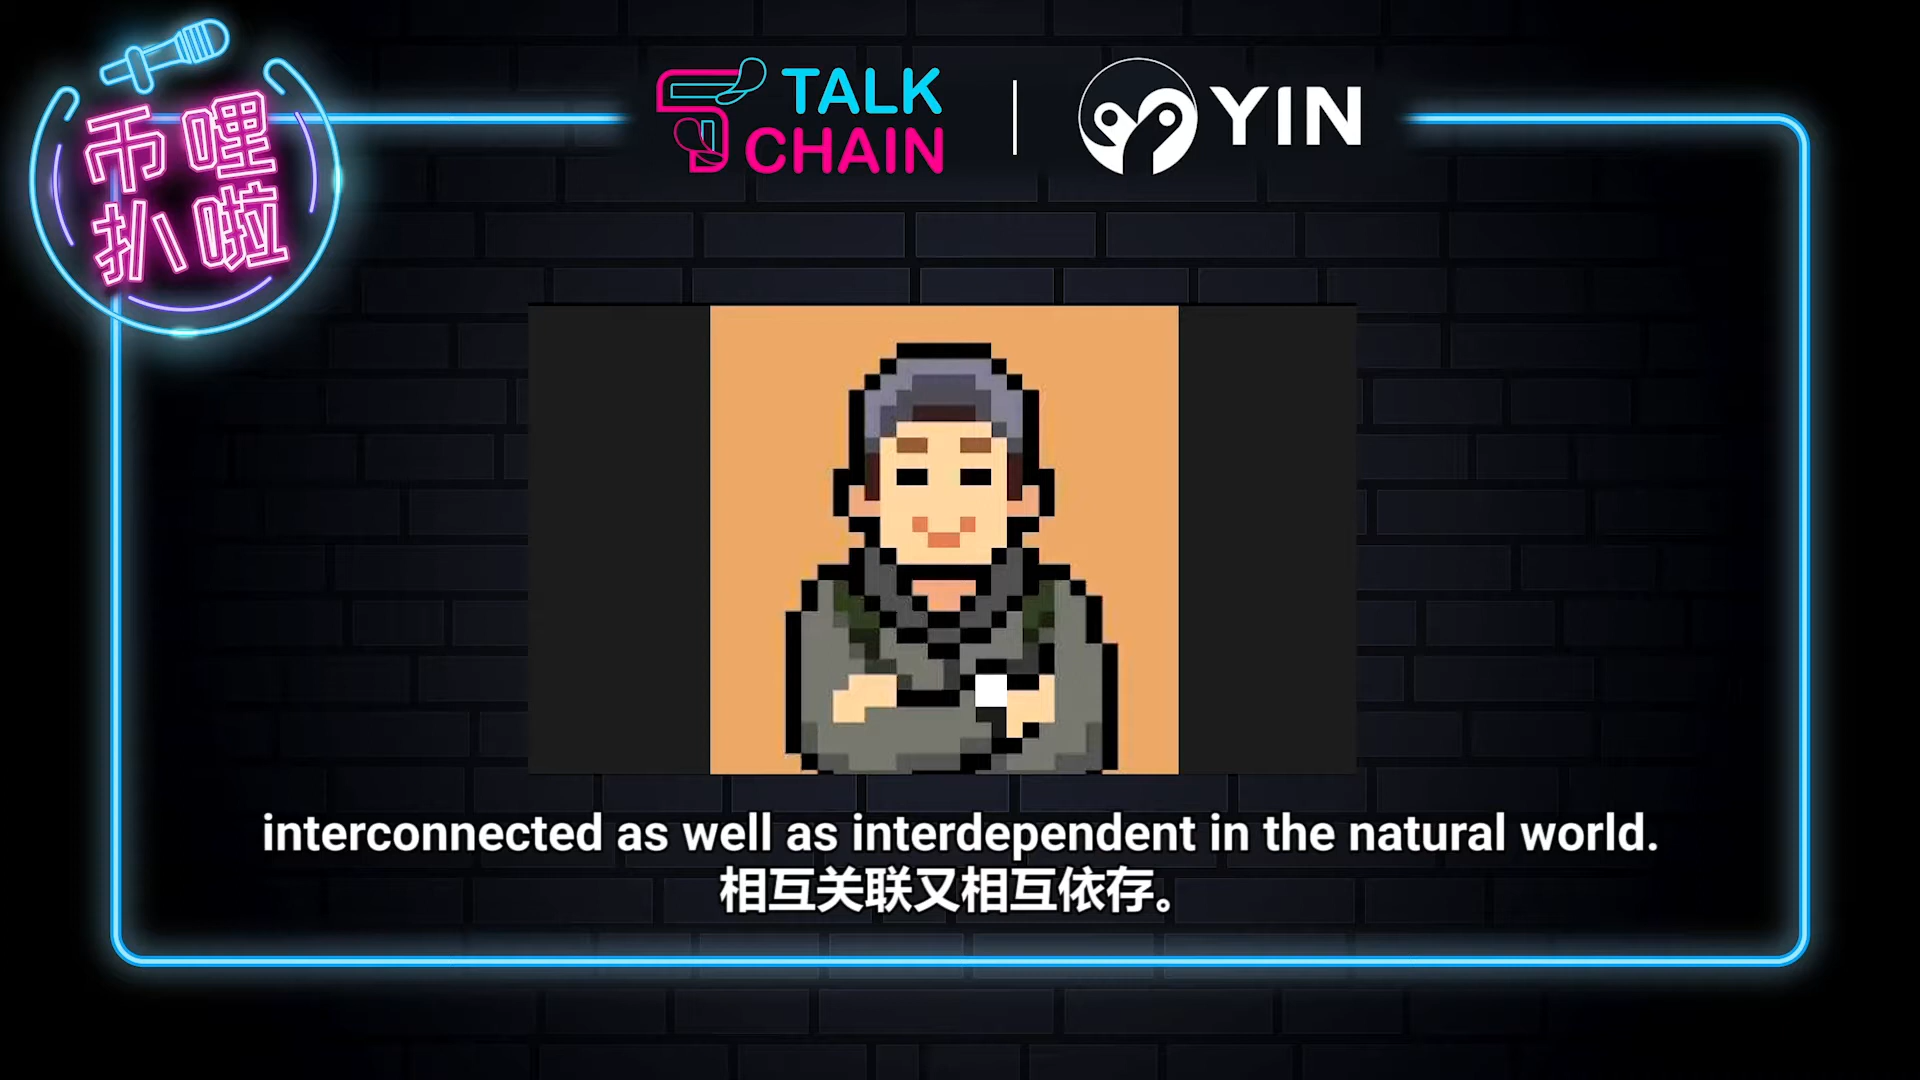 币哩
扒啦
TALK
CHAIN
YIN
interconnected as well as interdependent in the natural world.
相互关联又相互依存。